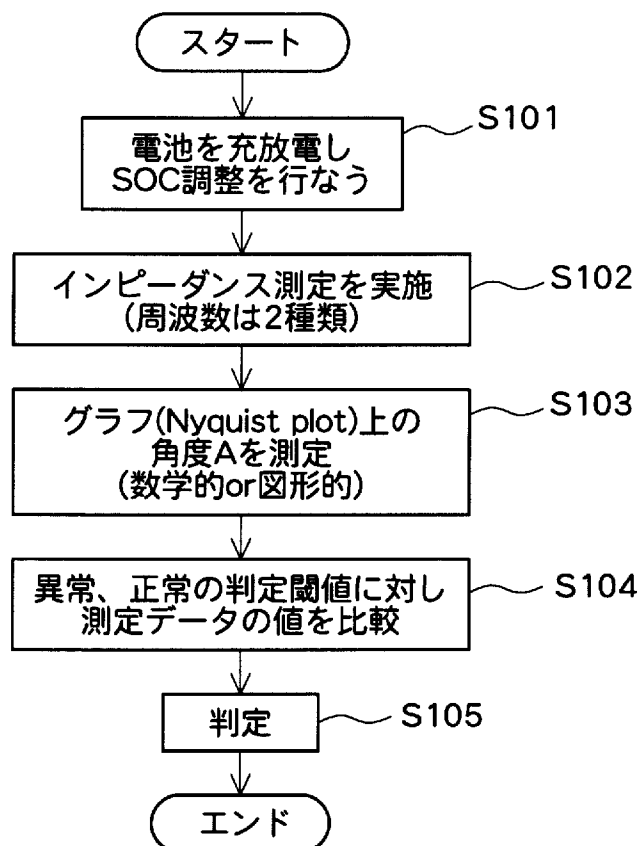 スタート
電池を充放電し
SOC調整を行なう
S101
インピーダンス測定を実施
(周波数は2種類)
S102
グラフ(Nyquist plot)上の
角度Aを測定
(数学的or図形的)
S103
異常、正常の判定閾値に対し
測定データの値を比較
S104
判定
S105
エンド